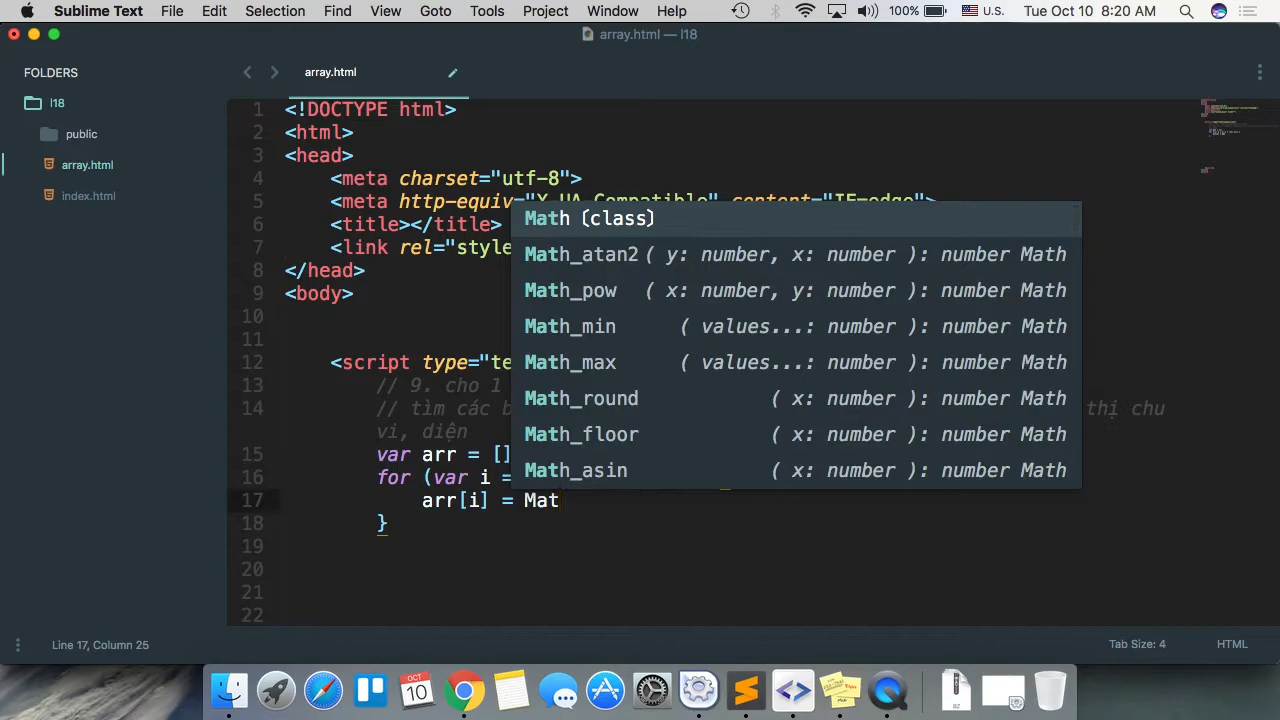 Sublime Text File Edit Selection Find View Goto Tools Project Window Help 100% U.S. Tue Oct 10 8:20 AM
array.html — l18
FOLDERS
l18
public
array.html
index.html
array.html
1 <!DOCTYPE html>
2 <html>
3 <head>
4 <meta charset="utf-8">
5 <meta http-equiv="X-UA-Compatible" content="IE=edge">
6 <title></title>
7 <link rel="style
8 </head>
9 <body>
10
11
12 <script type="te
13 // 9. cho 1
14 // tìm các b thị chu
vi, diện
15 var arr = []
16 for (var i =
17 arr[i] = Mat
18 }
19
20
21
22
Math (class)
Math_atan2 ( y: number, x: number ): number Math
Math_pow ( x: number, y: number ): number Math
Math_min ( values...: number ): number Math
Math_max ( values...: number ): number Math
Math_round ( x: number ): number Math
Math_floor ( x: number ): number Math
Math_asin ( x: number ): number Math
Line 17, Column 25 Tab Size: 4 HTML
OCT
10